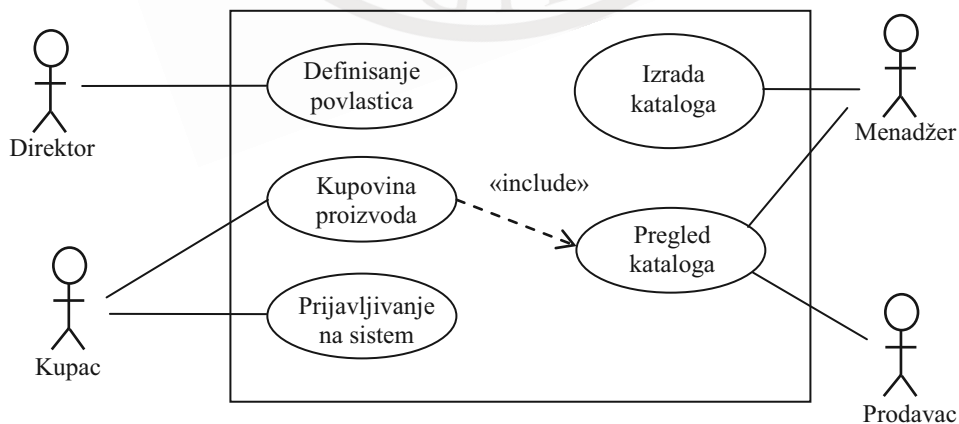 Definisanje
povlastica
Izrada
kataloga
Direktor
Menadžer
Kupovina
proizvoda
«include»
Pregled
kataloga
Prijavljivanje
na sistem
Kupac
Prodavac